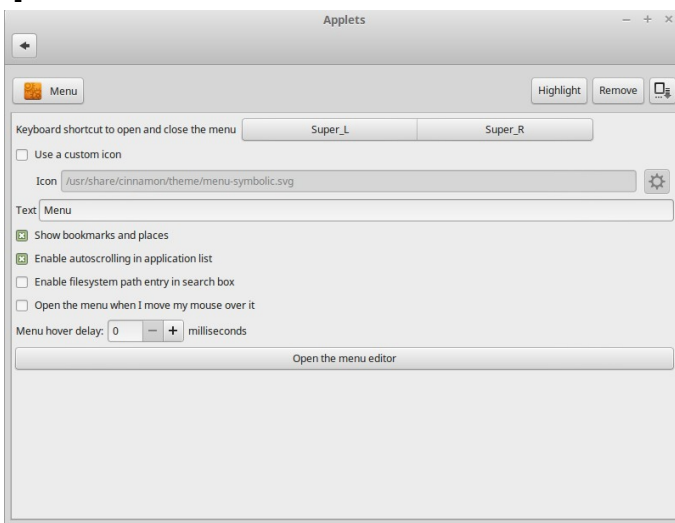 Applets
Menu Highlight Remove
Keyboard shortcut to open and close the menu Super_L Super_R
Use a custom icon
Icon /usr/share/cinnamon/theme/menu-symbolic.svg
Text Menu
Show bookmarks and places
Enable autoscrolling in application list
Enable filesystem path entry in search box
Open the menu when I move my mouse over it
Menu hover delay: 0 − + milliseconds
Open the menu editor